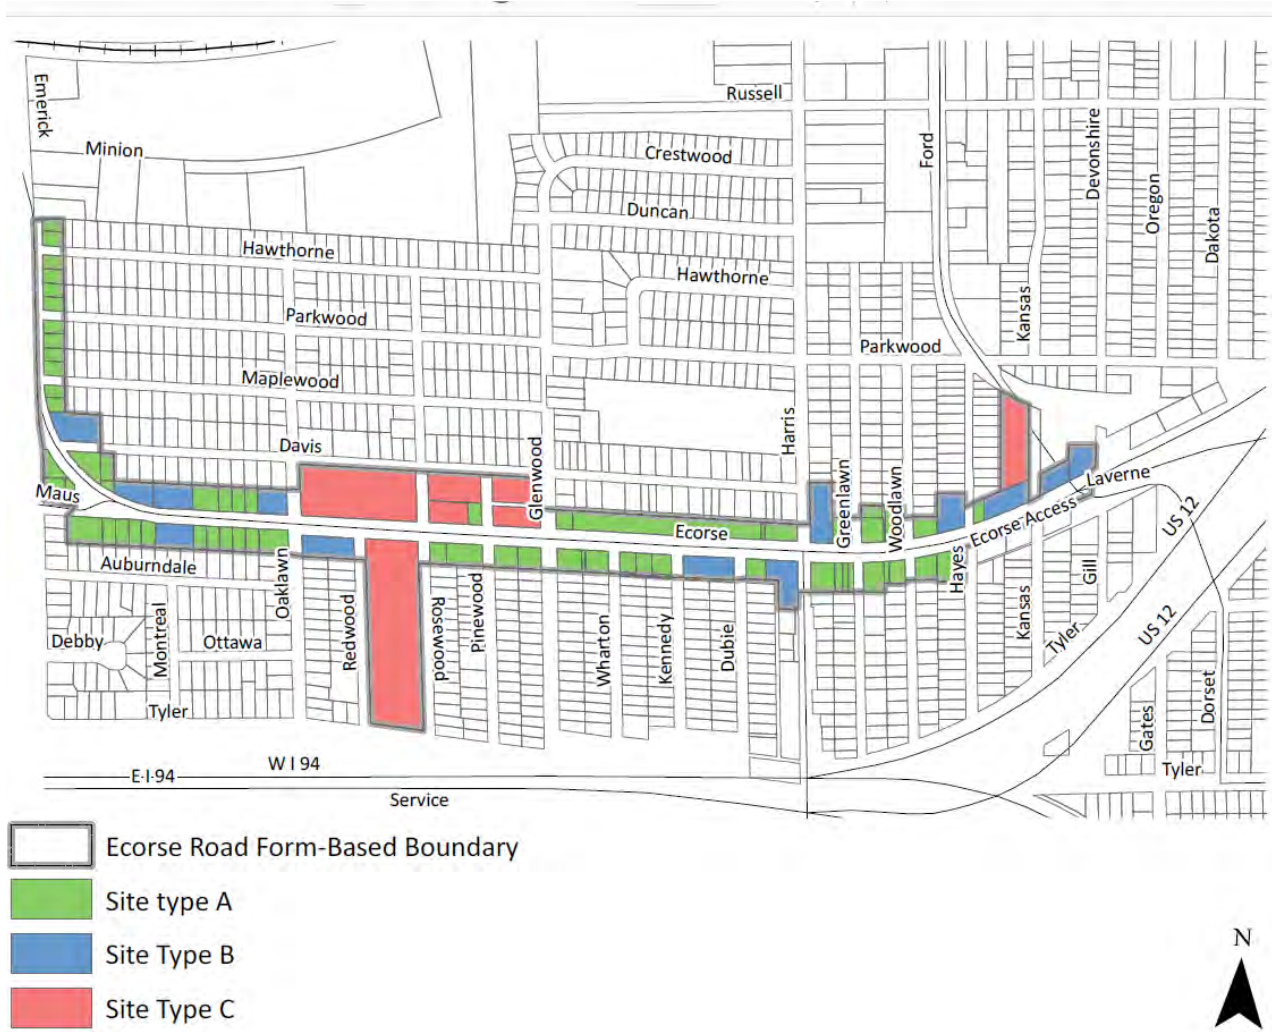 Emerick
Minion
Russell
Crestwood
Duncan
Hawthorne
Hawthorne
Parkwood
Maplewood
Davis
Maus
Glenwood
Harris
Ford
Kansas
Devonshire
Oregon
Dakota
Parkwood
Greenlawn
Woodlawn
Ecorse
Hayes
Ecorse Access
Laverne
US 12
US 12
Auburndale
Oaklawn
Debby
Montreal
Ottawa
Redwood
Rosewood
Pinewood
Wharton
Kennedy
Dubie
Kansas
Gill
Tyler
Tyler
Gates
Dorset
Tyler
E I 94
W I 94
Service
Ecorse Road Form-Based Boundary
Site type A
Site Type B
Site Type C
N